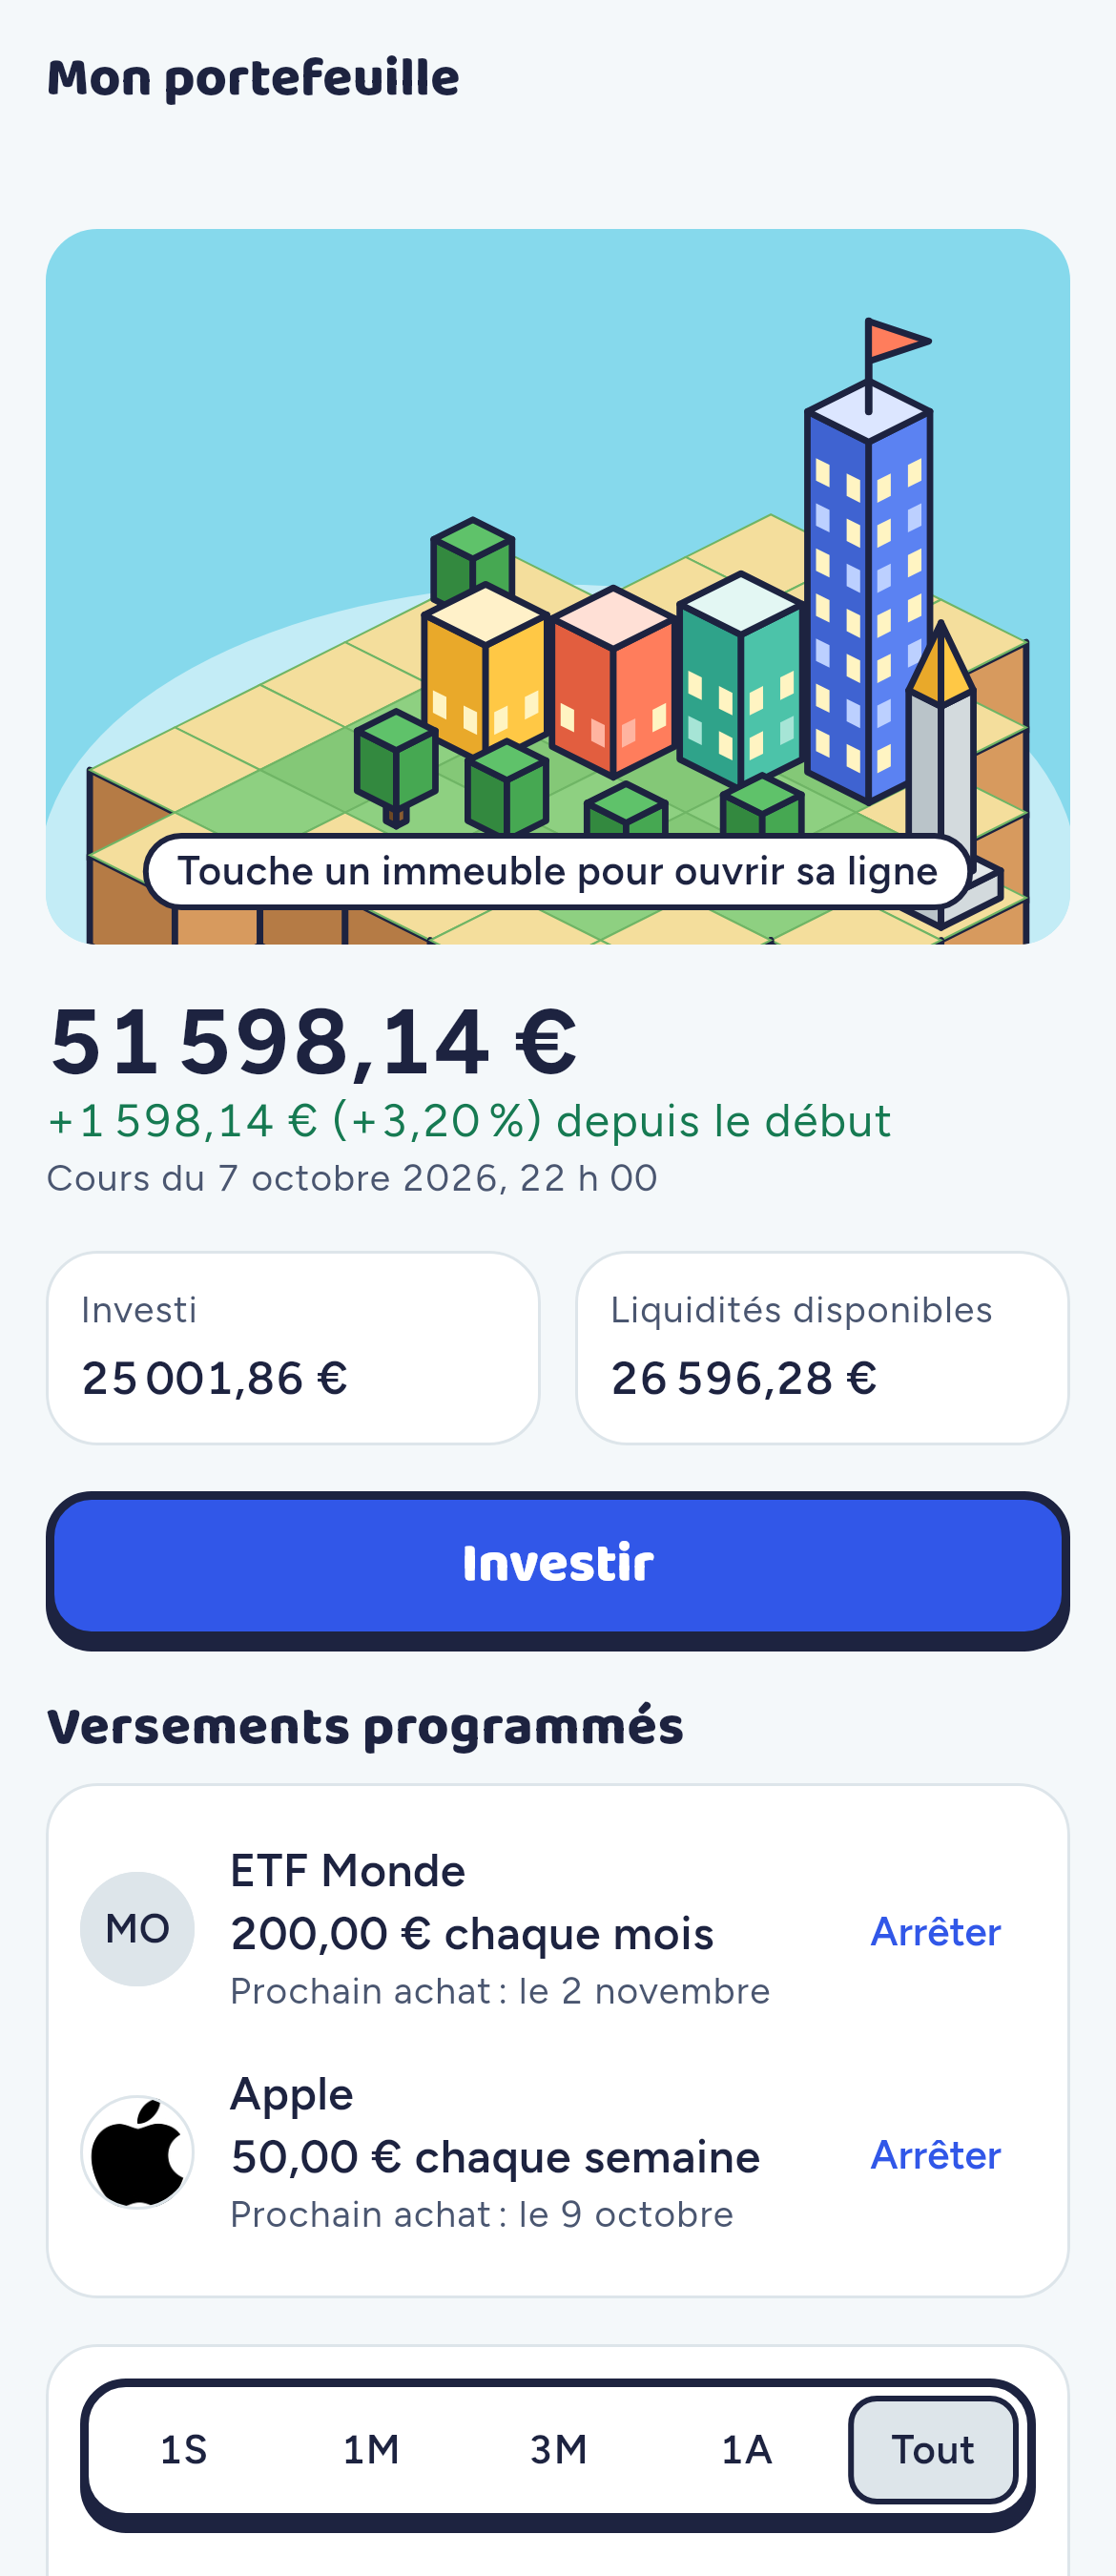 Mon portefeuille
Touche un immeuble pour ouvrir sa ligne
51 598,14 €
+1 598,14 € (+3,20 %) depuis le début
Cours du 7 octobre 2026, 22 h 00
Investi
25 001,86 €
Liquidités disponibles
26 596,28 €
Investir
Versements programmés
MO
ETF Monde
200,00 € chaque mois
Prochain achat : le 2 novembre
Arrêter
Apple
50,00 € chaque semaine
Prochain achat : le 9 octobre
Arrêter
1S 1M 3M 1A Tout